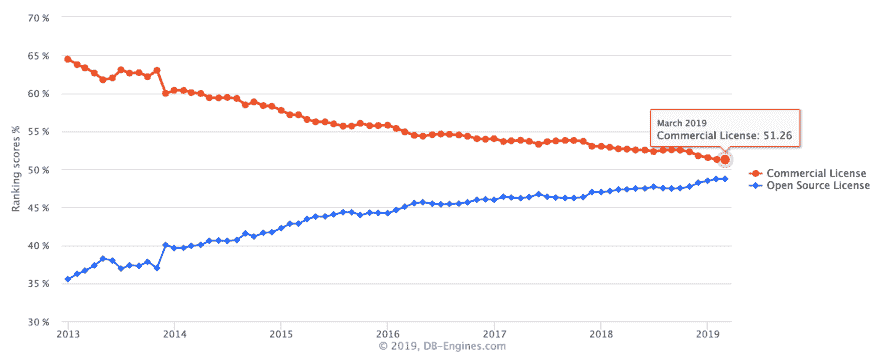 70 %
65 %
60 %
55 %
50 %
45 %
40 %
35 %
30 %
Ranking scores %
March 2019
Commercial License: 51.26
Commercial License
Open Source License
2013 2014 2015 2016 2017 2018 2019
© 2019, DB-Engines.com